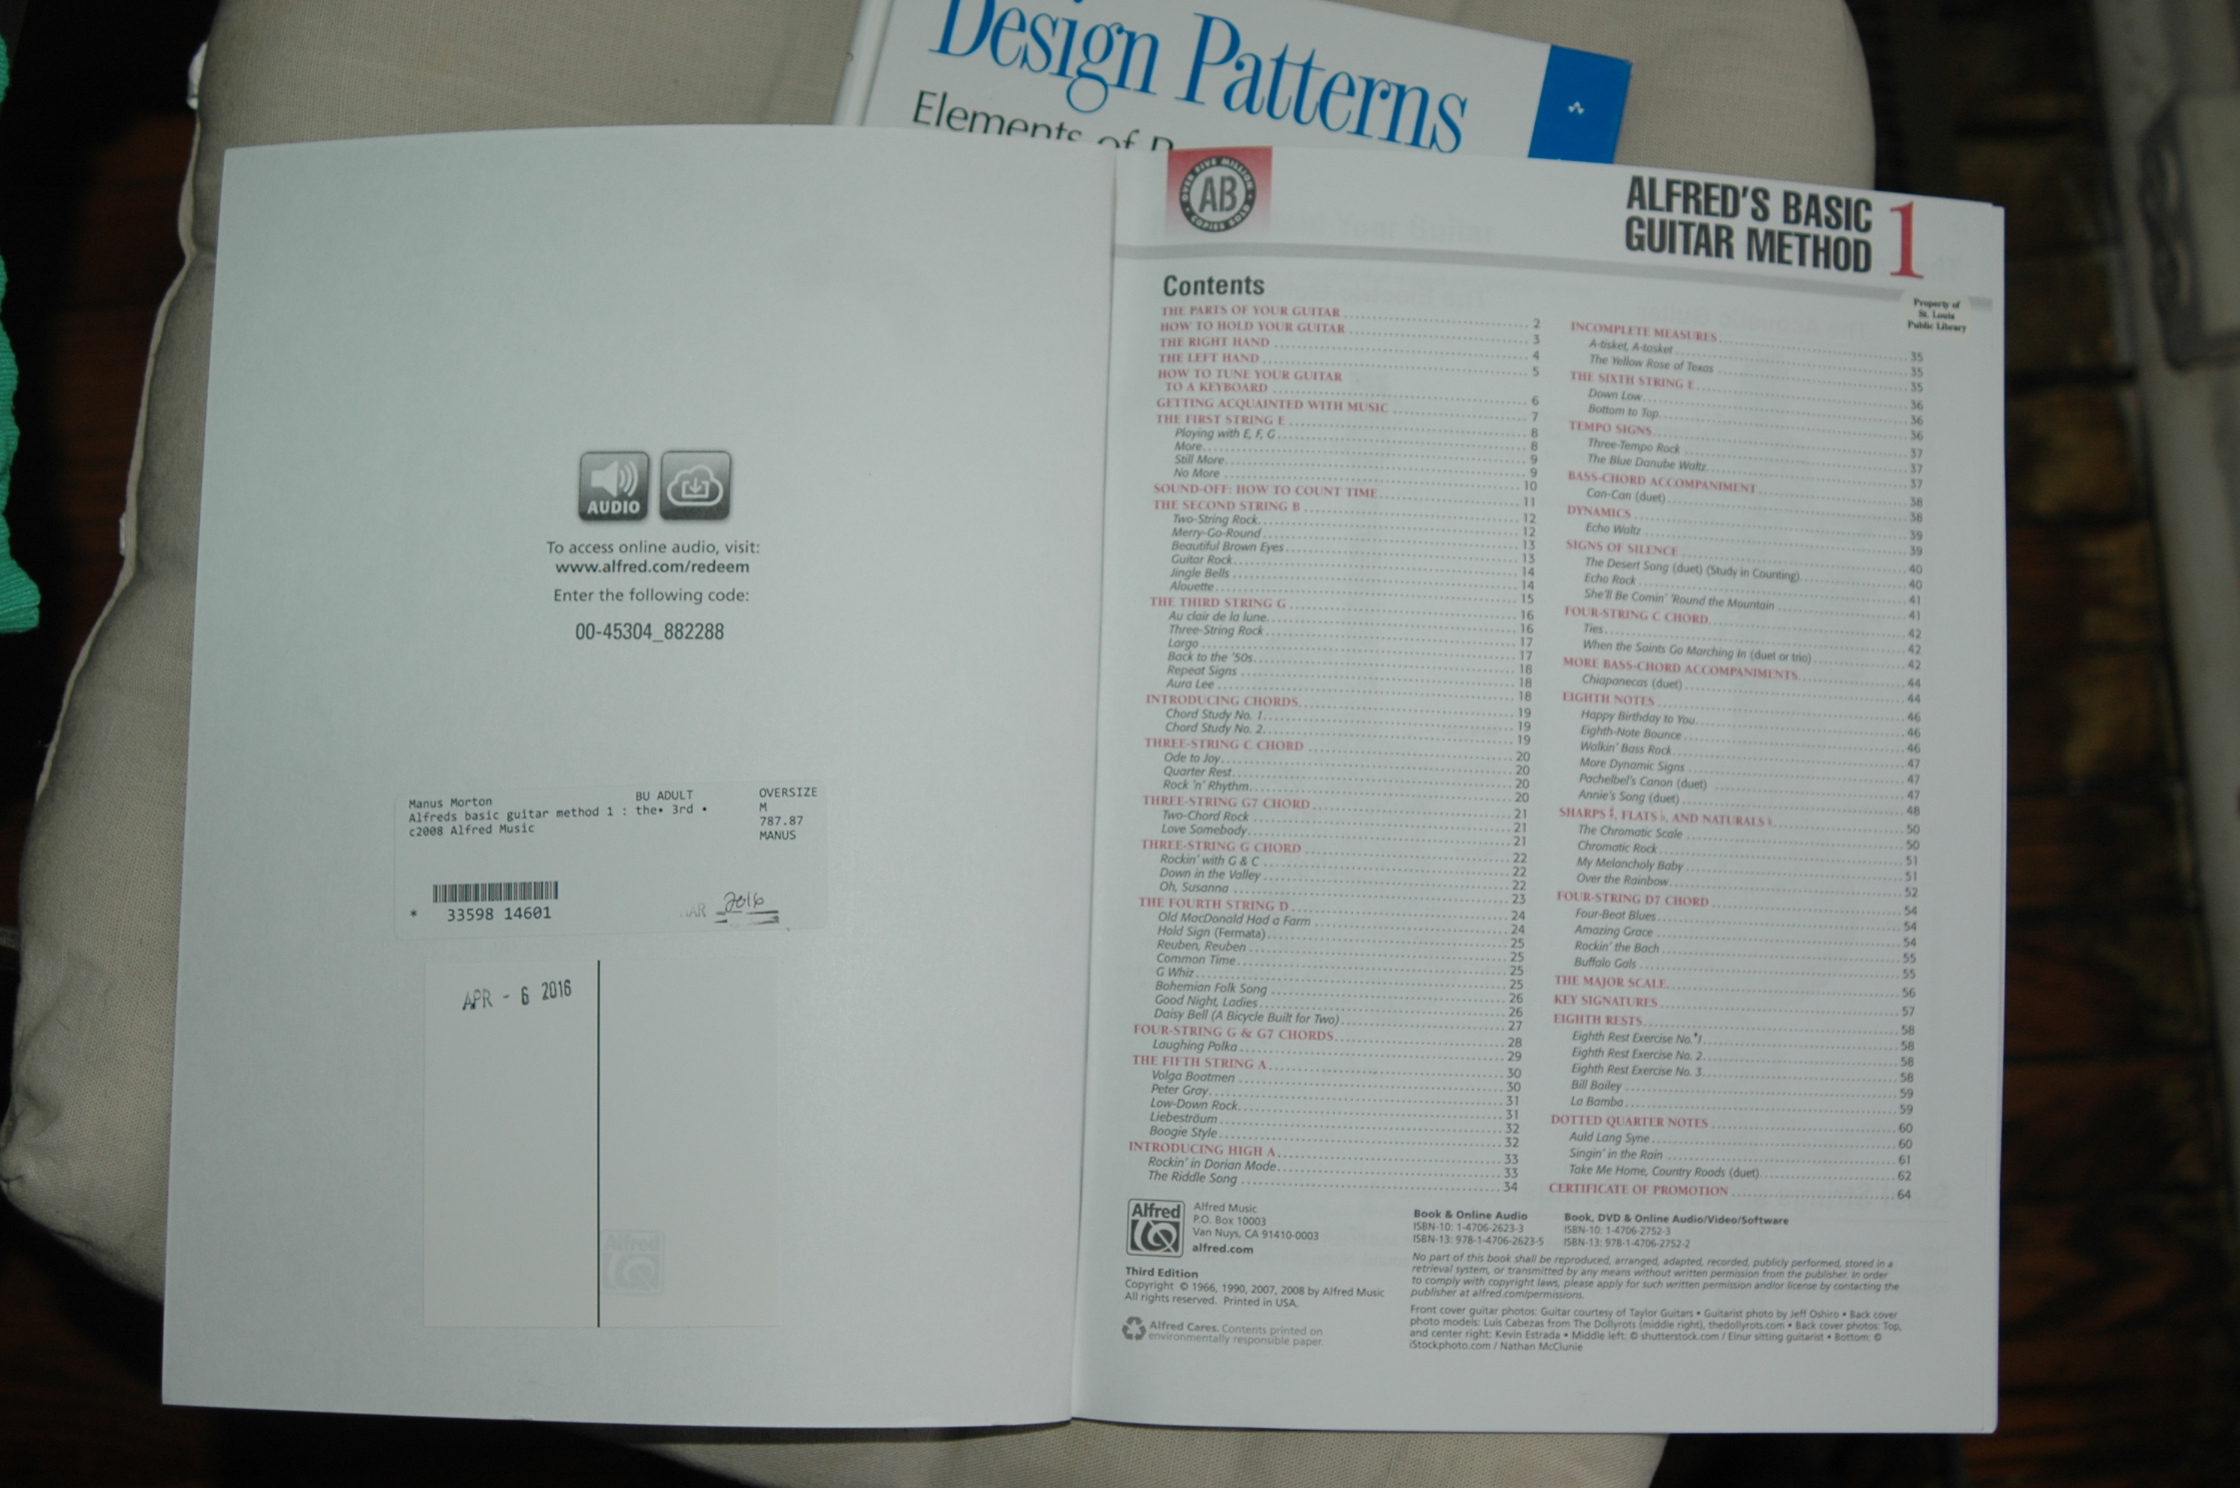 Design Patterns
Elements of
AUDIO
To access online audio, visit:
www.alfred.com/redeem
Enter the following code:
00-45304_882288
Manus Morton BU ADULT OVERSIZE
Alfreds basic guitar method 1 : the• 3rd • M
c2008 Alfred Music 787.87
MANUS
* 33598 14601
2016
APR - 6 2016
OVER FIVE MILLION
AB
COPIES SOLD
ALFRED'S BASIC
GUITAR METHOD 1
Property of
St. Louis
Public Library
Contents
THE PARTS OF YOUR GUITAR 2
HOW TO HOLD YOUR GUITAR 3
THE RIGHT HAND 4
THE LEFT HAND 5
HOW TO TUNE YOUR GUITAR
TO A KEYBOARD 6
GETTING ACQUAINTED WITH MUSIC 7
THE FIRST STRING E 8
Playing with E, F, G 8
More 9
Still More 9
No More 10
SOUND-OFF: HOW TO COUNT TIME 11
THE SECOND STRING B 12
Two-String Rock 12
Merry-Go-Round 13
Beautiful Brown Eyes 13
Guitar Rock 14
Jingle Bells 14
Alouette 15
THE THIRD STRING G 16
Au clair de la lune 16
Three-String Rock 17
Largo 17
Back to the '50s 18
Repeat Signs 18
Aura Lee 18
INTRODUCING CHORDS 19
Chord Study No. 1 19
Chord Study No. 2 19
THREE-STRING C CHORD 20
Ode to Joy 20
Quarter Rest 20
Rock 'n' Rhythm 20
THREE-STRING G7 CHORD 21
Two-Chord Rock 21
Love Somebody 21
THREE-STRING G CHORD 22
Rockin' with G & C 22
Down in the Valley 22
Oh, Susanna 23
THE FOURTH STRING D 24
Old MacDonald Had a Farm 24
Hold Sign (Fermata) 25
Reuben, Reuben 25
Common Time 25
G Whiz 25
Bohemian Folk Song 26
Good Night, Ladies 26
Daisy Bell (A Bicycle Built for Two) 27
FOUR-STRING G & G7 CHORDS 28
Laughing Polka 29
THE FIFTH STRING A 30
Volga Boatmen 30
Peter Gray 31
Low-Down Rock 31
Liebesträum 32
Boogie Style 32
INTRODUCING HIGH A 33
Rockin' in Dorian Mode 33
The Riddle Song 34
INCOMPLETE MEASURES 35
A-tisket, A-tasket 35
The Yellow Rose of Texas 35
THE SIXTH STRING E 36
Down Low 36
Bottom to Top 36
TEMPO SIGNS 37
Three-Tempo Rock 37
The Blue Danube Waltz 37
BASS-CHORD ACCOMPANIMENT 38
Can-Can (duet) 38
DYNAMICS 39
Echo Waltz 39
SIGNS OF SILENCE 40
The Desert Song (duet) (Study in Counting) 40
Echo Rock 41
She'll Be Comin' 'Round the Mountain 41
FOUR-STRING C CHORD 42
Ties 42
When the Saints Go Marching In (duet or trio) 42
MORE BASS-CHORD ACCOMPANIMENTS 44
Chiapanecas (duet) 44
EIGHTH NOTES 46
Happy Birthday to You 46
Eighth-Note Bounce 46
Walkin' Bass Rock 47
More Dynamic Signs 47
Pachelbel's Canon (duet) 47
Annie's Song (duet) 48
SHARPS ♯, FLATS ♭, AND NATURALS ♮ 50
The Chromatic Scale 50
Chromatic Rock 51
My Melancholy Baby 51
Over the Rainbow 52
FOUR-STRING D7 CHORD 54
Four-Beat Blues 54
Amazing Grace 54
Rockin' the Bach 55
Buffalo Gals 55
THE MAJOR SCALE 56
KEY SIGNATURES 57
EIGHTH RESTS 58
Eighth Rest Exercise No. 1 58
Eighth Rest Exercise No. 2 58
Eighth Rest Exercise No. 3 58
Bill Bailey 59
La Bamba 59
DOTTED QUARTER NOTES 60
Auld Lang Syne 60
Singin' in the Rain 61
Take Me Home, Country Roads (duet) 62
CERTIFICATE OF PROMOTION 64
Alfred
Alfred Music
P.O. Box 10003
Van Nuys, CA 91410-0003
alfred.com
Third Edition
Copyright © 1966, 1990, 2007, 2008 by Alfred Music
All rights reserved. Printed in USA.
Alfred Cares. Contents printed on
environmentally responsible paper.
Book & Online Audio
ISBN-10: 1-4706-2623-3
ISBN-13: 978-1-4706-2623-5
Book, DVD & Online Audio/Video/Software
ISBN-10: 1-4706-2752-3
ISBN-13: 978-1-4706-2752-2
No part of this book shall be reproduced, arranged, adapted, recorded, publicly performed, stored in a
retrieval system, or transmitted by any means without written permission from the publisher. In order
to comply with copyright laws, please apply for such written permission and/or license by contacting the
publisher at alfred.com/permissions.
Front cover guitar photos: Guitar courtesy of Taylor Guitars • Guitarist photo by Jeff Oshiro • Back cover
photo models: Luis Cabezas from The Dollyrots (middle right), thedollyrots.com • Back cover photos: Top,
and center right: Kevin Estrada • Middle left: © shutterstock.com / Elnur sitting guitarist • Bottom: ©
iStockphoto.com / Nathan McClunie